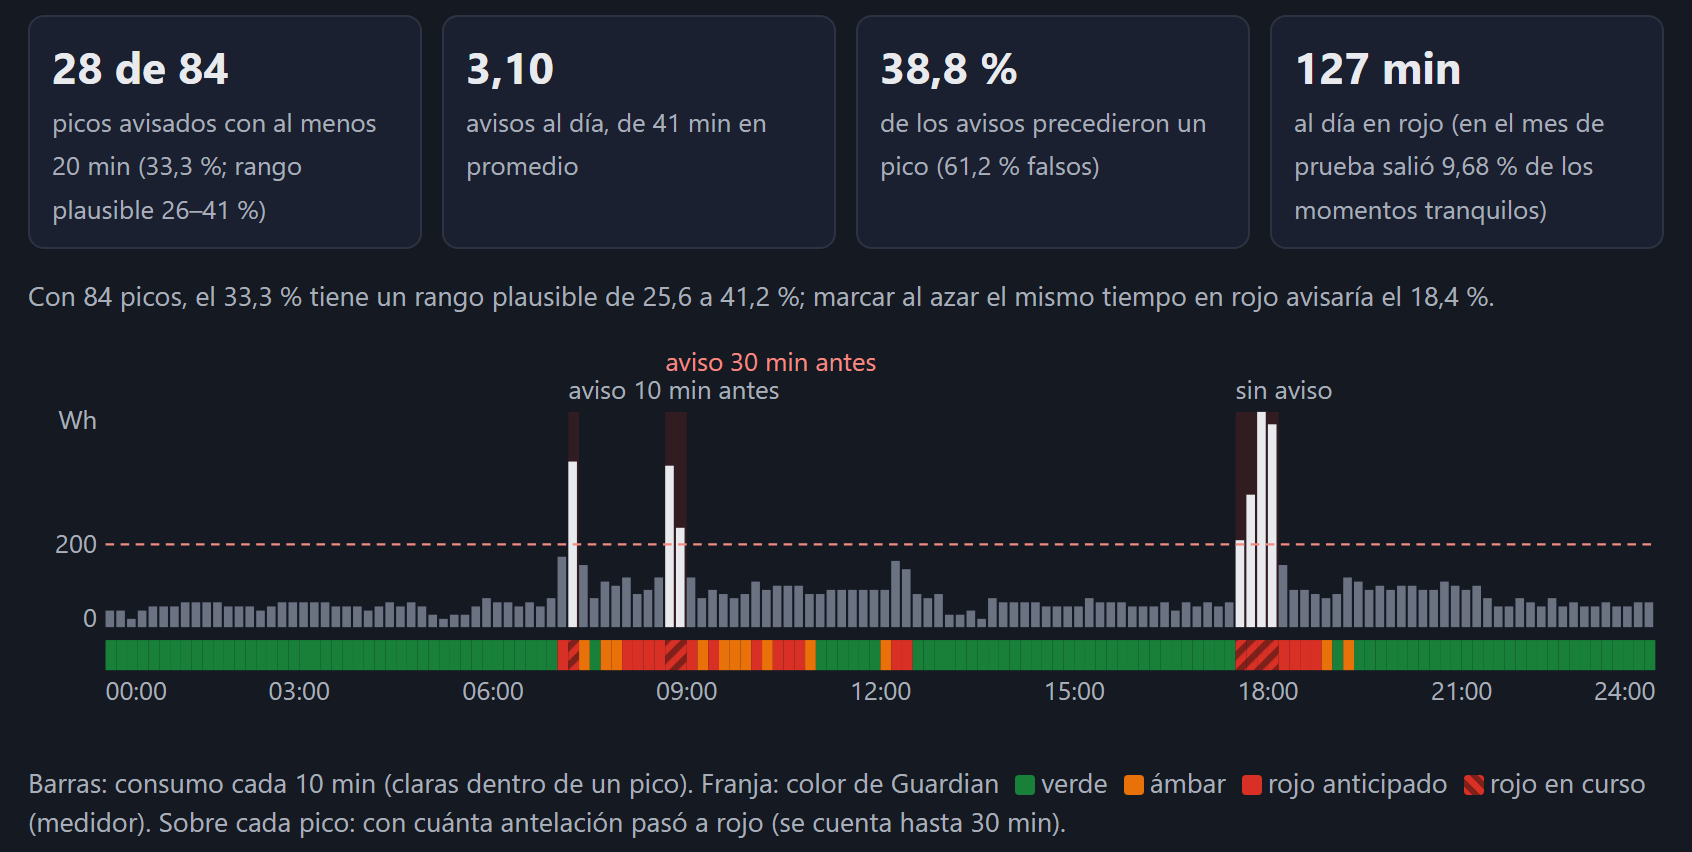 28 de 84
picos avisados con al menos
20 min (33,3 %; rango
plausible 26–41 %)
3,10
avisos al día, de 41 min en
promedio
38,8 %
de los avisos precedieron un
pico (61,2 % falsos)
127 min
al día en rojo (en el mes de
prueba salió 9,68 % de los
momentos tranquilos)
Con 84 picos, el 33,3 % tiene un rango plausible de 25,6 a 41,2 %; marcar al azar el mismo tiempo en rojo avisaría el 18,4 %.
aviso 30 min antes
aviso 10 min antes
sin aviso
Wh
200
0
00:00 03:00 06:00 09:00 12:00 15:00 18:00 21:00 24:00
Barras: consumo cada 10 min (claras dentro de un pico). Franja: color de Guardian verde ámbar rojo anticipado rojo en curso
(medidor). Sobre cada pico: con cuánta antelación pasó a rojo (se cuenta hasta 30 min).